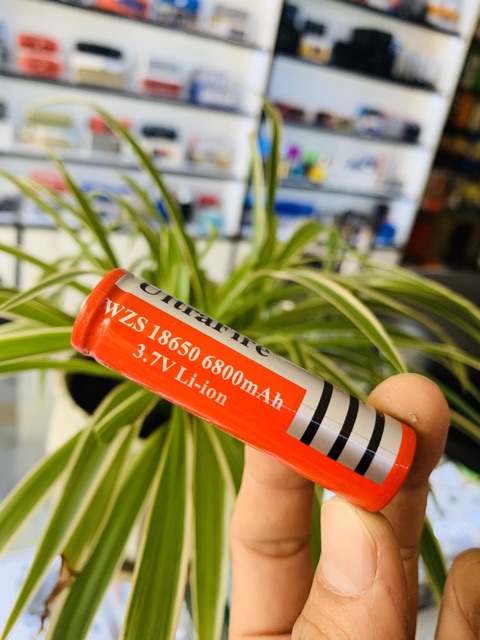 UltraFire
WZS 18650 6800mAh
3.7V Li-ion